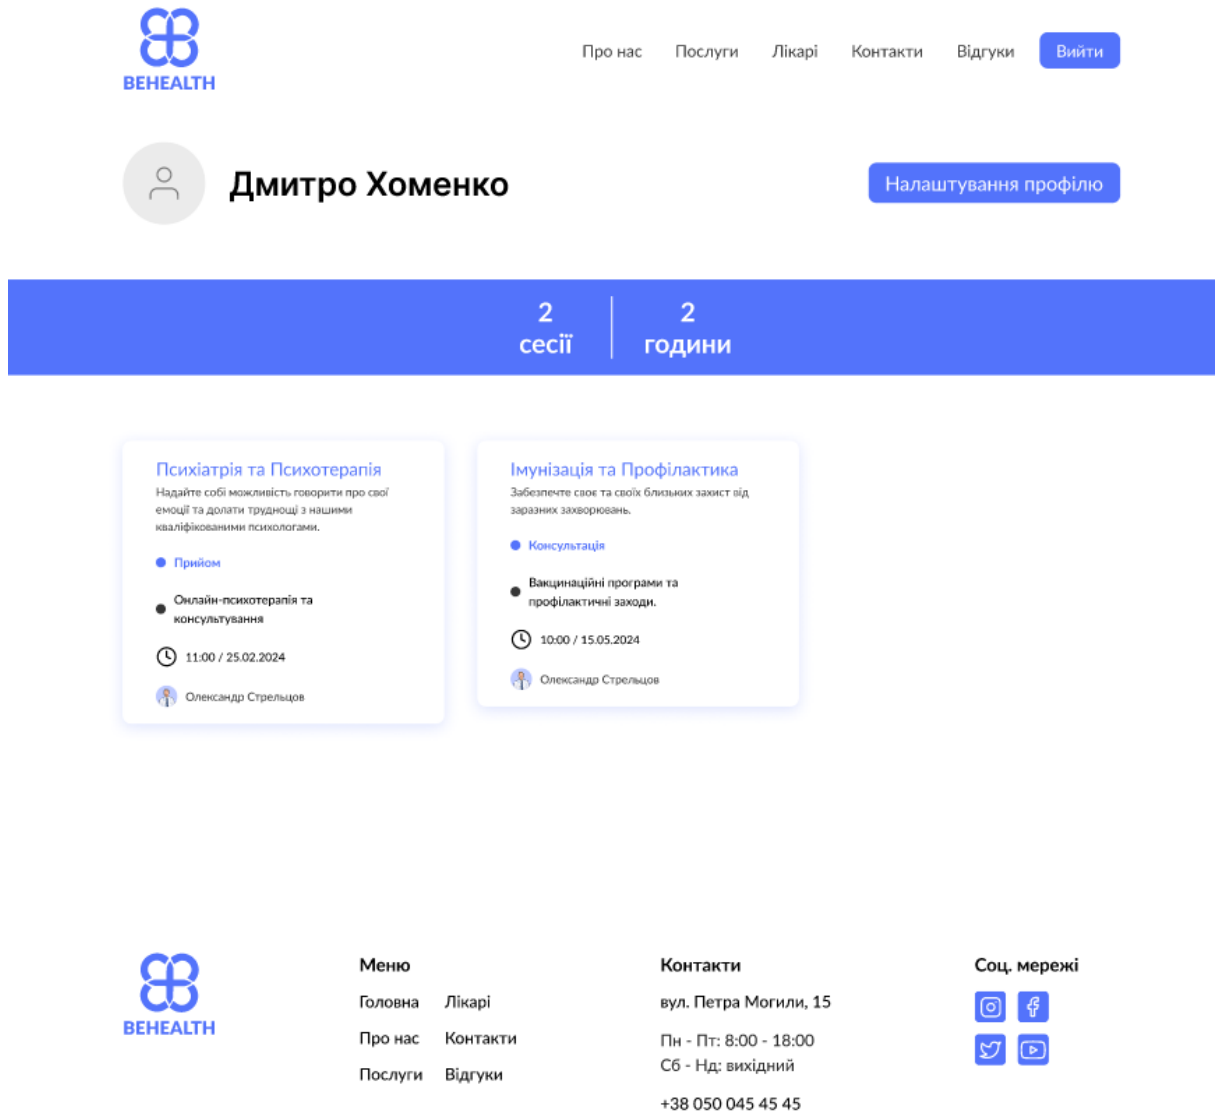 BEHEALTH
Про нас Послуги Лікарі Контакти Відгуки Вийти
Дмитро Хоменко
Налаштування профілю
2
сесії
2
години
Психіатрія та Психотерапія
Надайте собі можливість говорити про свої
емоції та долати труднощі з нашими
кваліфікованими психологами.
Прийом
Онлайн-психотерапія та
консультування
11:00 / 25.02.2024
Олександр Стрельцов
Імунізація та Профілактика
Забезпечте своє та своїх близьких захист від
заразних захворювань.
Консультація
Вакцинаційні програми та
профілактичні заходи.
10:00 / 15.05.2024
Олександр Стрельцов
BEHEALTH
Меню
Головна Лікарі
Про нас Контакти
Послуги Відгуки
Контакти
вул. Петра Могили, 15
Пн - Пт: 8:00 - 18:00
Сб - Нд: вихідний
+38 050 045 45 45
Соц. мережі